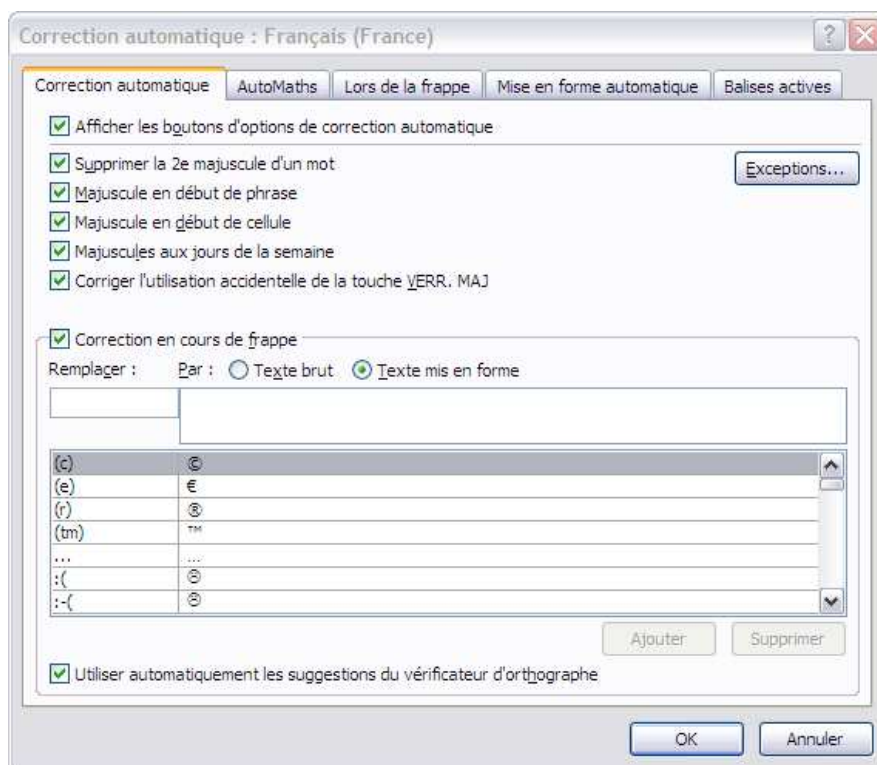 Correction automatique : Français (France)
Correction automatique AutoMaths Lors de la frappe Mise en forme automatique Balises actives
Afficher les boutons d'options de correction automatique
Supprimer la 2e majuscule d'un mot
Exceptions...
Majuscule en début de phrase
Majuscule en début de cellule
Majuscules aux jours de la semaine
Corriger l'utilisation accidentelle de la touche VERR. MAJ
Correction en cours de frappe
Remplacer : Par : Texte brut Texte mis en forme
(c) ©
(e) €
(r) ®
(tm) ™
... …
:( ☹
:-( ☹
Ajouter Supprimer
Utiliser automatiquement les suggestions du vérificateur d'orthographe
OK Annuler